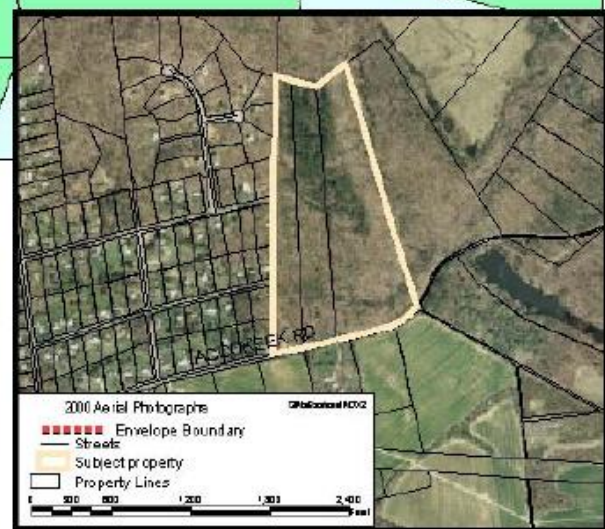 ACCOKEEK RD
2000 Aerial Photographs
Envelope Boundary
Streets
Subject property
Property Lines
0 300 600 1,200 1,800 2,400
Feet